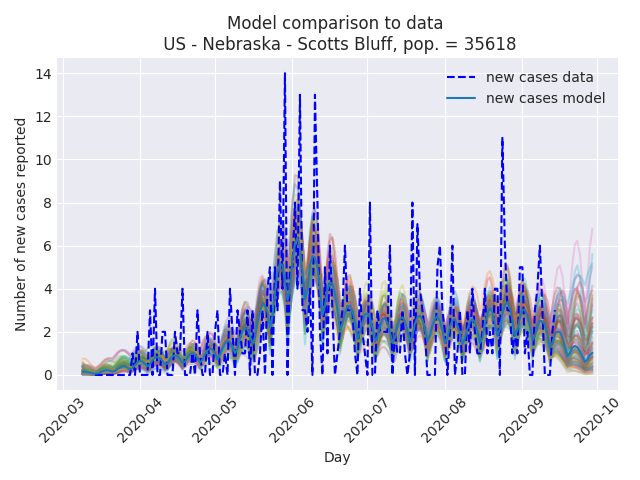 Model comparison to data
US - Nebraska - Scotts Bluff, pop. = 35618
new cases data
new cases model
Number of new cases reported
14
12
10
8
6
4
2
0
2020-03
2020-04
2020-05
2020-06
2020-07
2020-08
2020-09
2020-10
Day